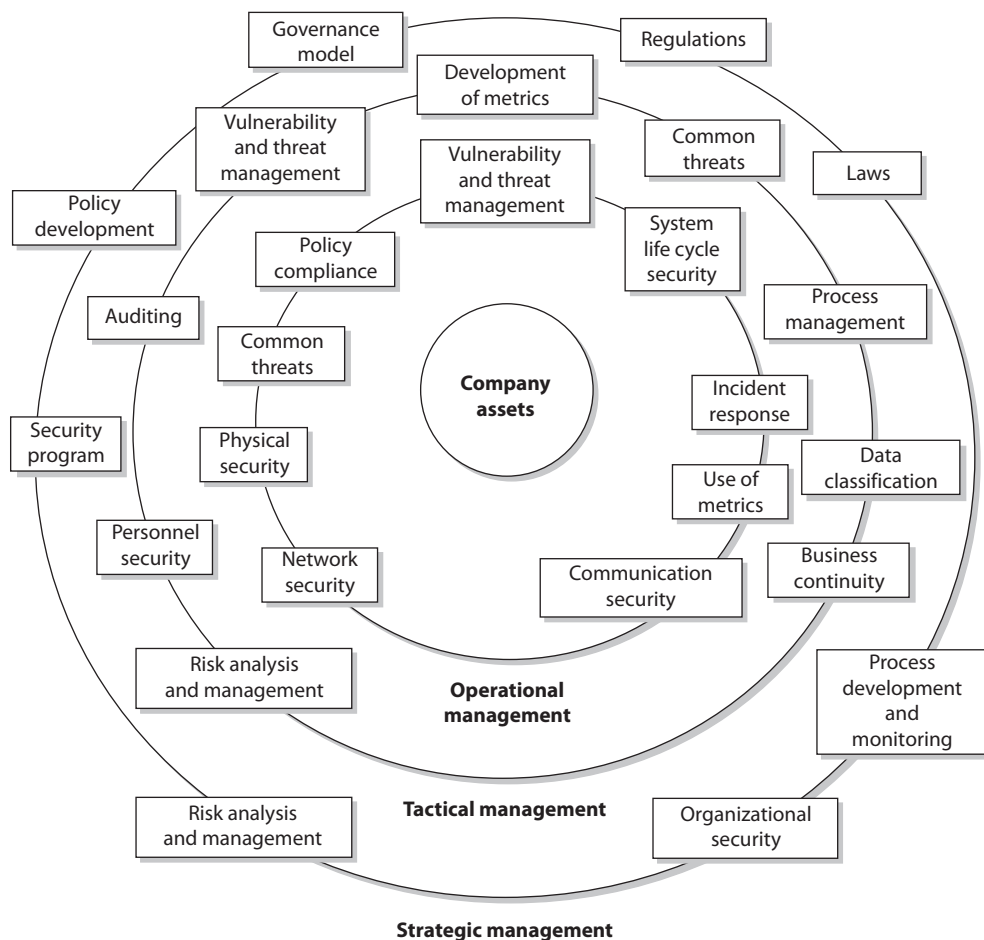 Governance
model
Regulations
Development
of metrics
Vulnerability
and threat
management
Common
threats
Vulnerability
and threat
management
Laws
Policy
development
System
life cycle
security
Policy
compliance
Process
management
Auditing
Common
threats
Company
assets
Incident
response
Security
program
Physical
security
Data
classification
Use of
metrics
Personnel
security
Network
security
Business
continuity
Communication
security
Risk analysis
and management
Process
development
and
monitoring
Operational
management
Tactical management
Risk analysis
and management
Organizational
security
Strategic management